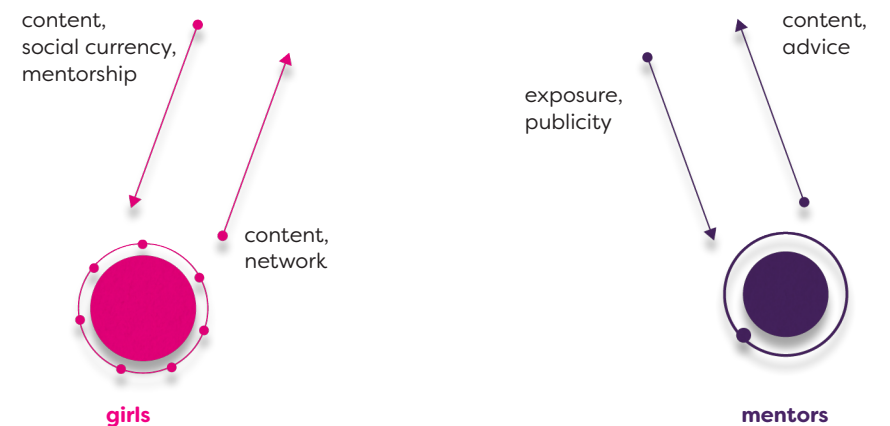 content,
social currency,
mentorship
content,
network
girls
exposure,
publicity
content,
advice
mentors